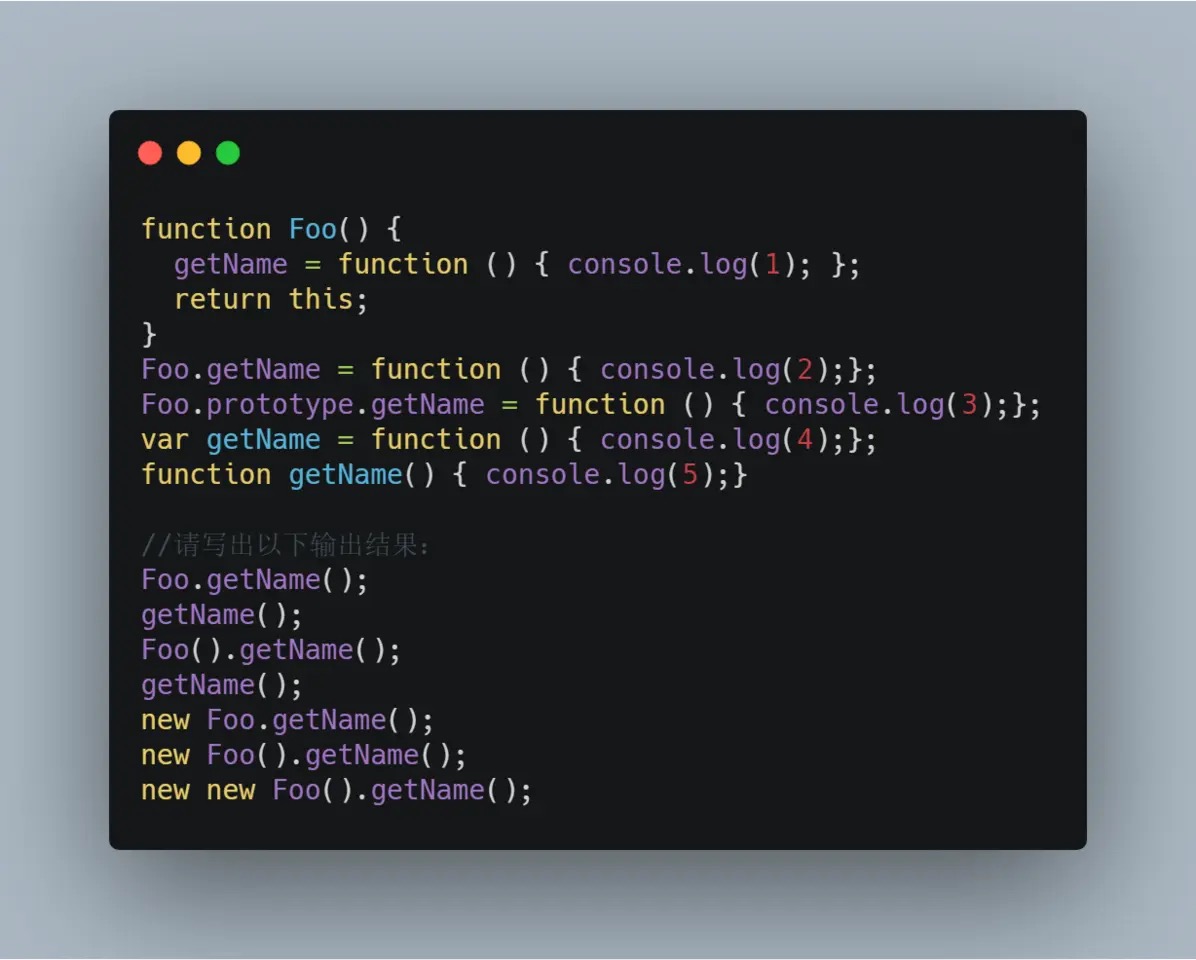 function Foo() {
  getName = function () { console.log(1); };
  return this;
}
Foo.getName = function () { console.log(2);};
Foo.prototype.getName = function () { console.log(3);};
var getName = function () { console.log(4);};
function getName() { console.log(5);}

//请写出以下输出结果：
Foo.getName();
getName();
Foo().getName();
getName();
new Foo.getName();
new Foo().getName();
new new Foo().getName();